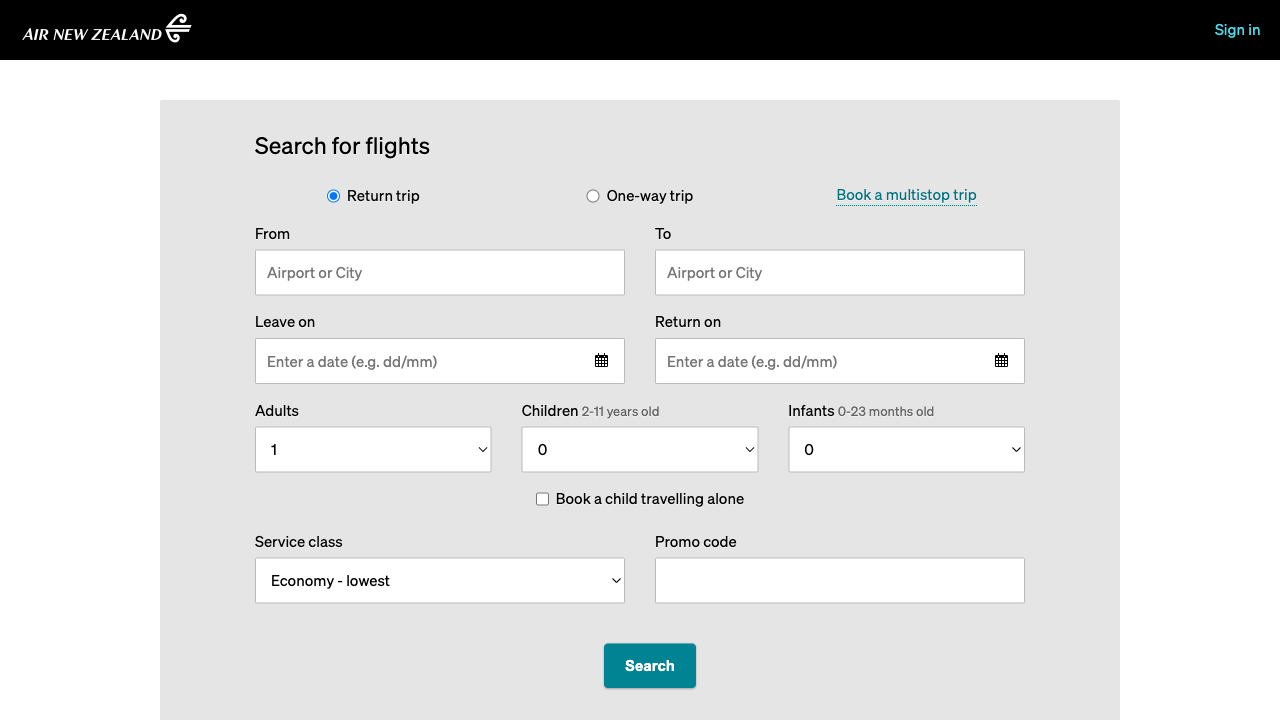 AIR NEW ZEALAND
Sign in
Search for flights
Return trip
One-way trip
Book a multistop trip
From
To
Airport or City
Airport or City
Leave on
Return on
Enter a date (e.g. dd/mm)
Enter a date (e.g. dd/mm)
Adults
Children 2-11 years old
Infants 0-23 months old
1
0
0
Book a child travelling alone
Service class
Promo code
Economy - lowest
Search